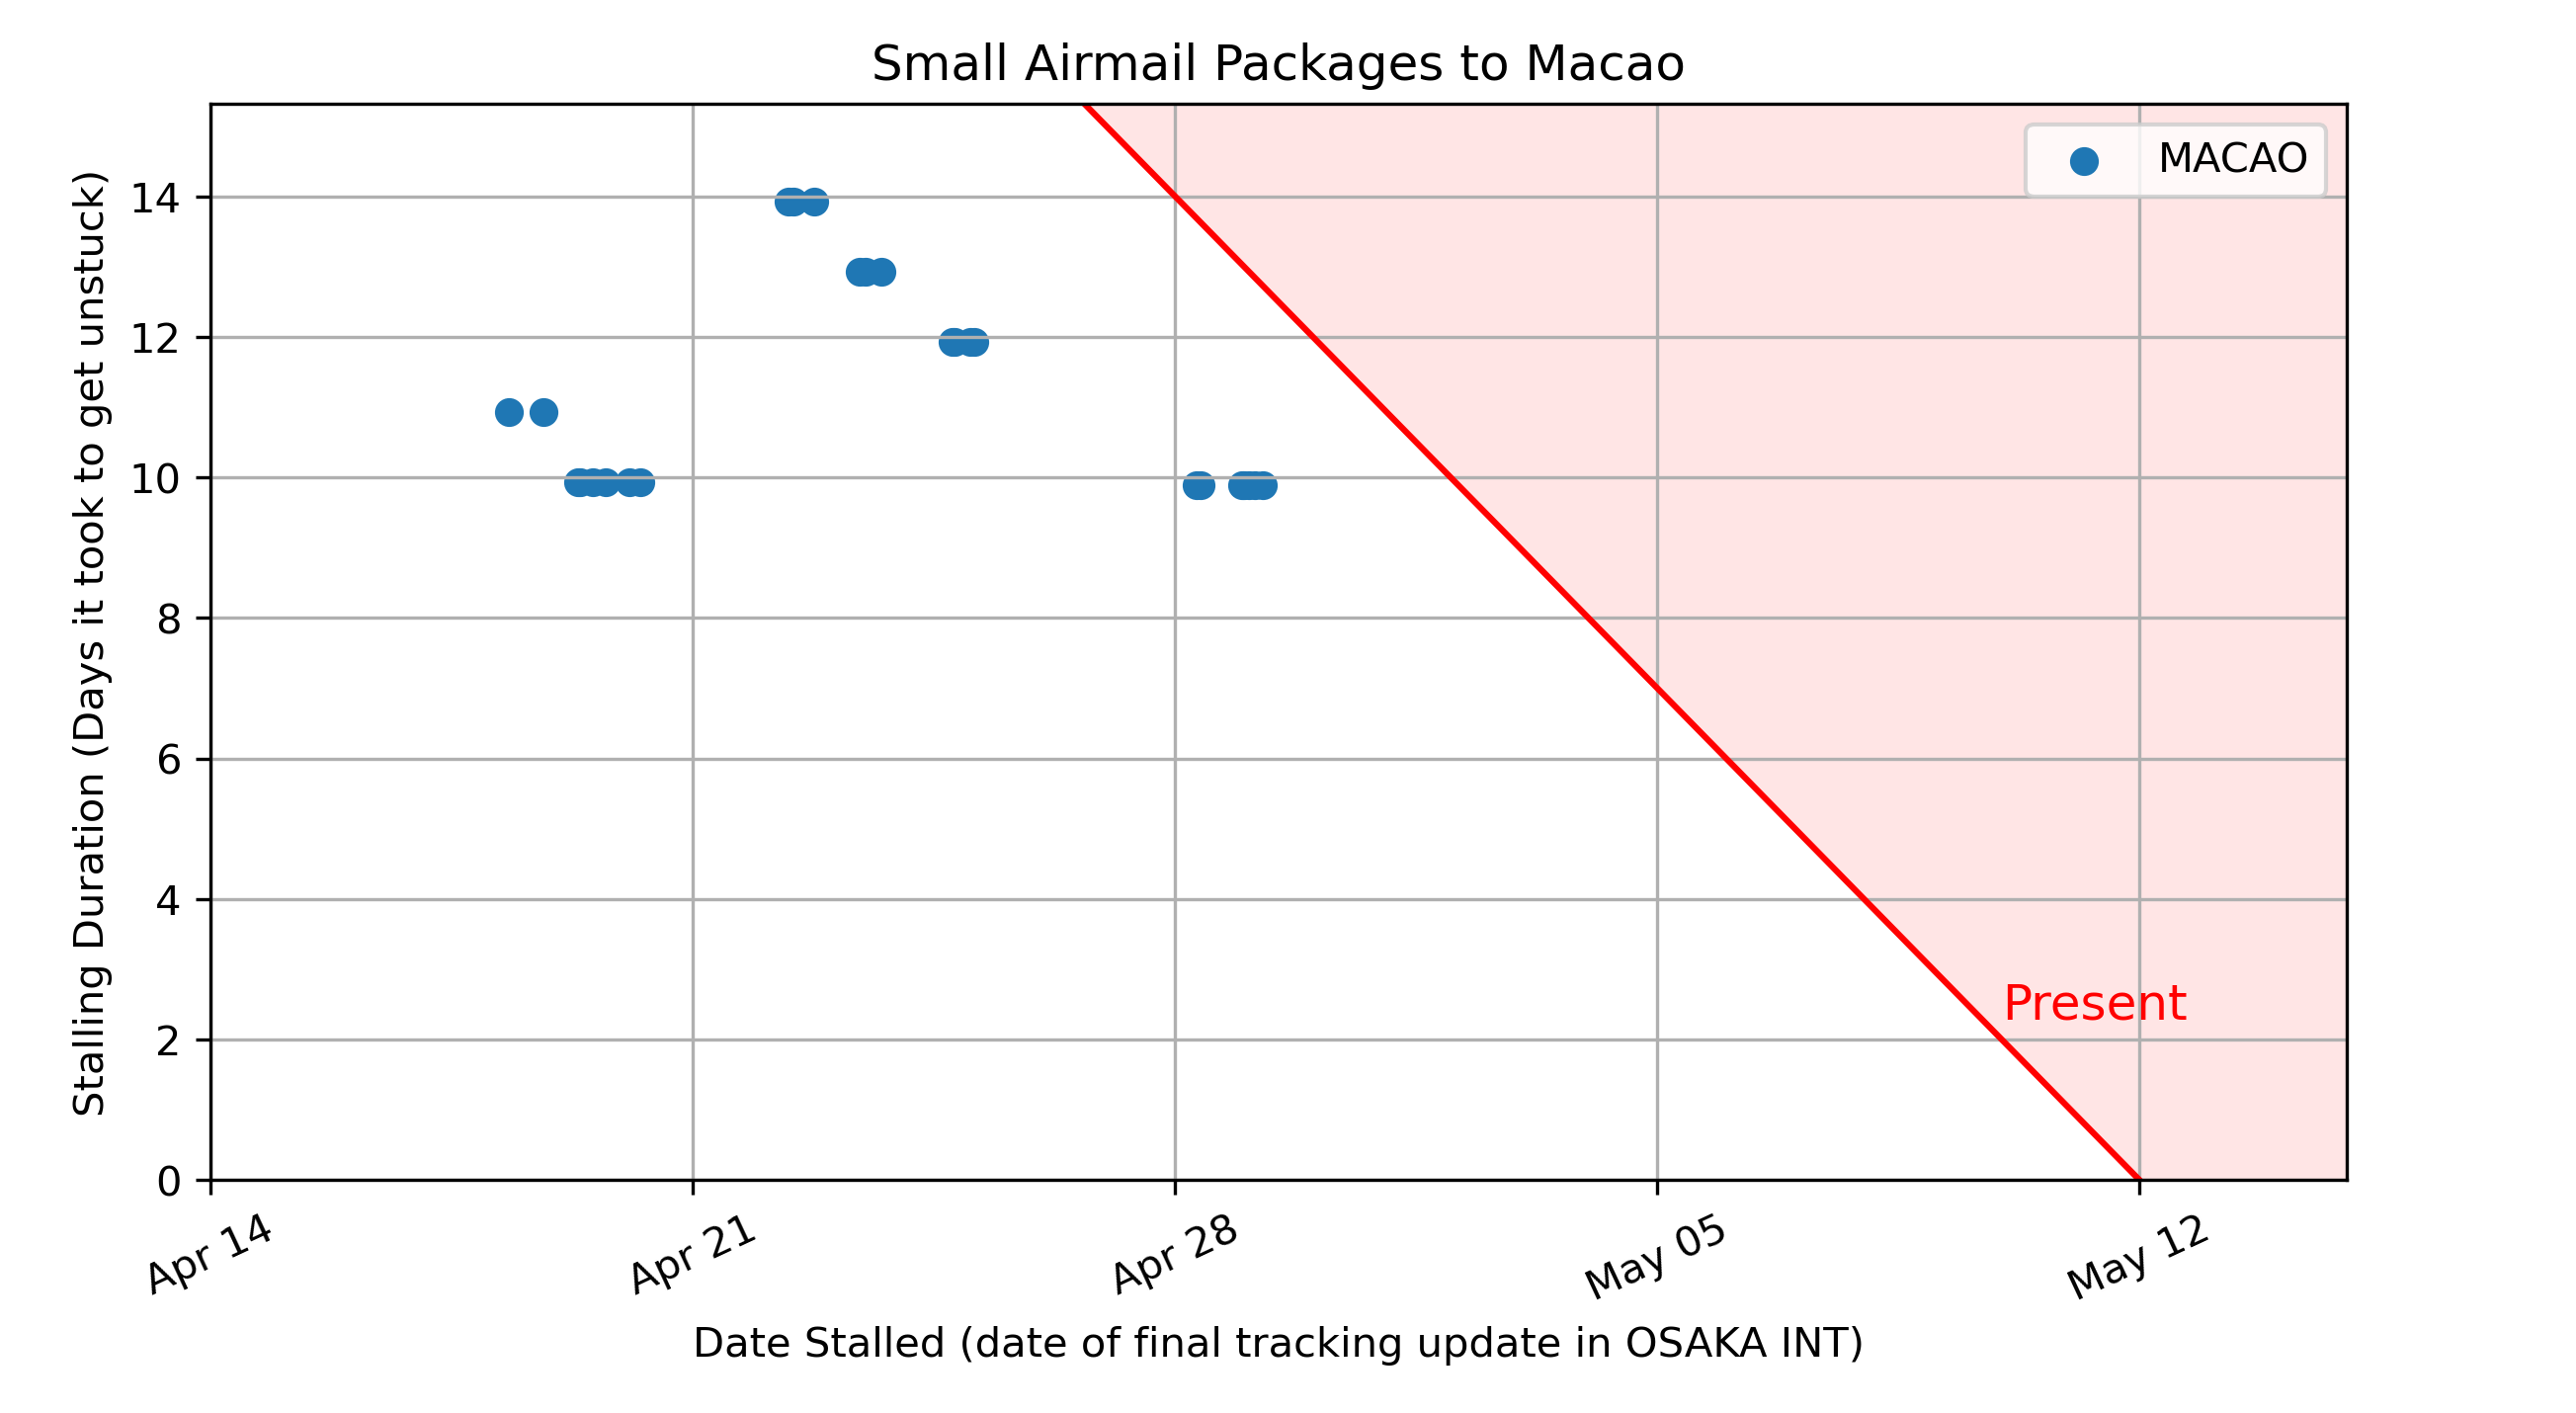 Small Airmail Packages to Macao
MACAO
Stalling Duration (Days it took to get unstuck)
14
12
10
8
6
4
2
0
Present
Apr 14
Apr 21
Apr 28
May 05
May 12
Date Stalled (date of final tracking update in OSAKA INT)